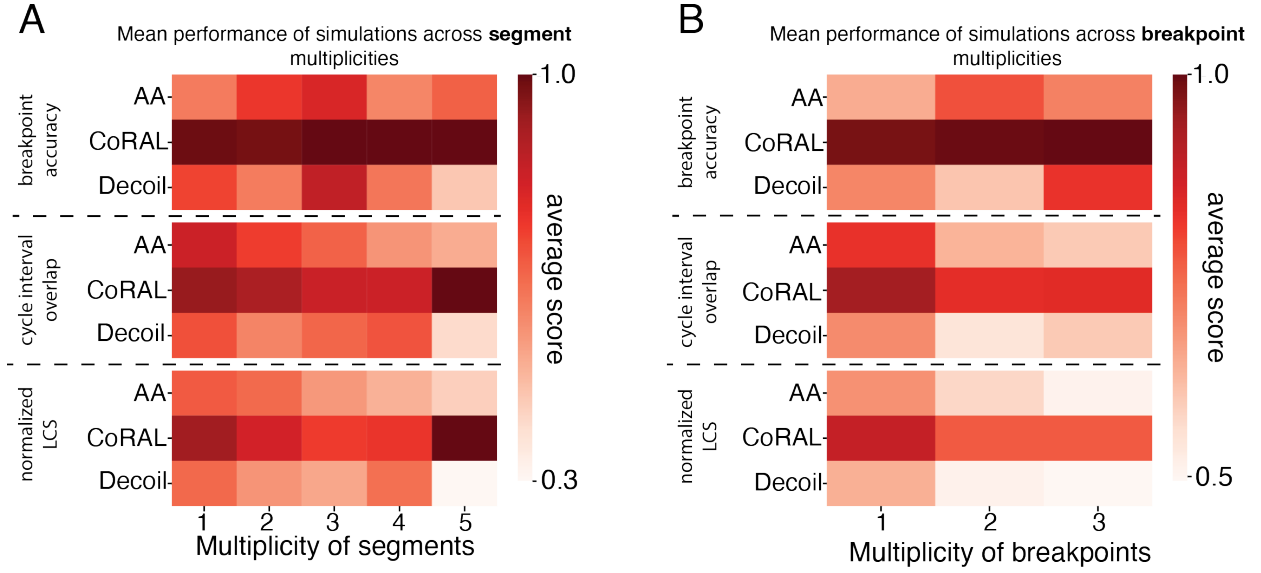 A
Mean performance of simulations across segment
multiplicities
breakpoint
accuracy
AA
CoRAL
Decoil
cycle interval
overlap
AA
CoRAL
Decoil
normalized
LCS
AA
CoRAL
Decoil
1 2 3 4 5
Multiplicity of segments
1.0
average score
0.3
B
Mean performance of simulations across breakpoint
multiplicities
breakpoint
accuracy
AA
CoRAL
Decoil
cycle interval
overlap
AA
CoRAL
Decoil
normalized
LCS
AA
CoRAL
Decoil
1 2 3
Multiplicity of breakpoints
1.0
average score
0.5